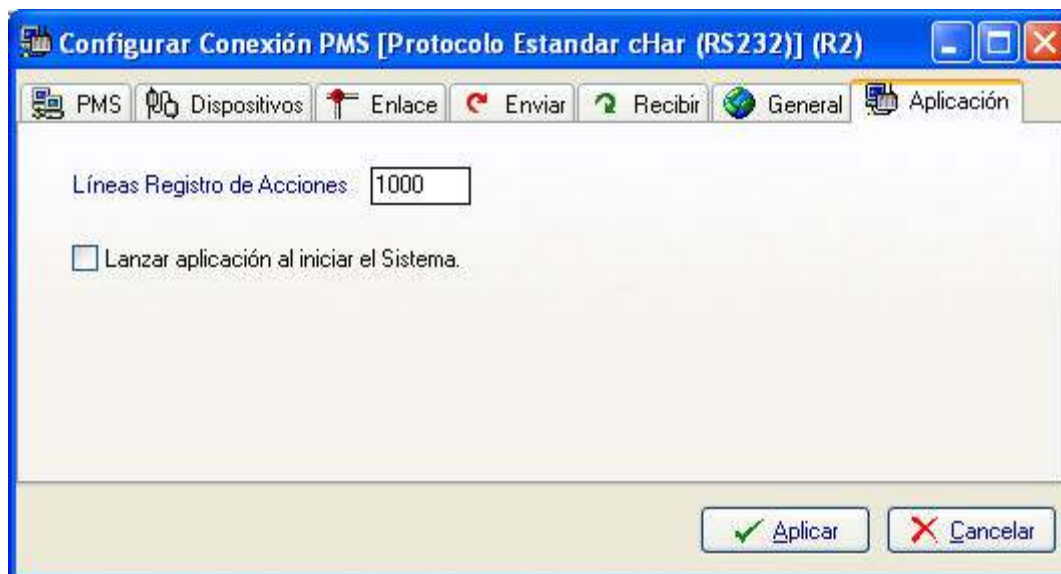 Configurar Conexión PMS [Protocolo Estandar cHar (RS232)] (R2)
PMS Dispositivos Enlace Enviar Recibir General Aplicación
Líneas Registro de Acciones 1000
Lanzar aplicación al iniciar el Sistema.
Aplicar Cancelar